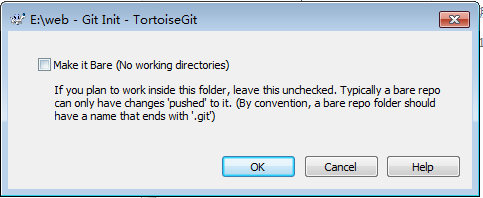 E:\web - Git Init - TortoiseGit
Make it Bare (No working directories)
If you plan to work inside this folder, leave this unchecked. Typically a bare repo
can only have changes 'pushed' to it. (By convention, a bare repo folder should
have a name that ends with '.git')
OK Cancel Help